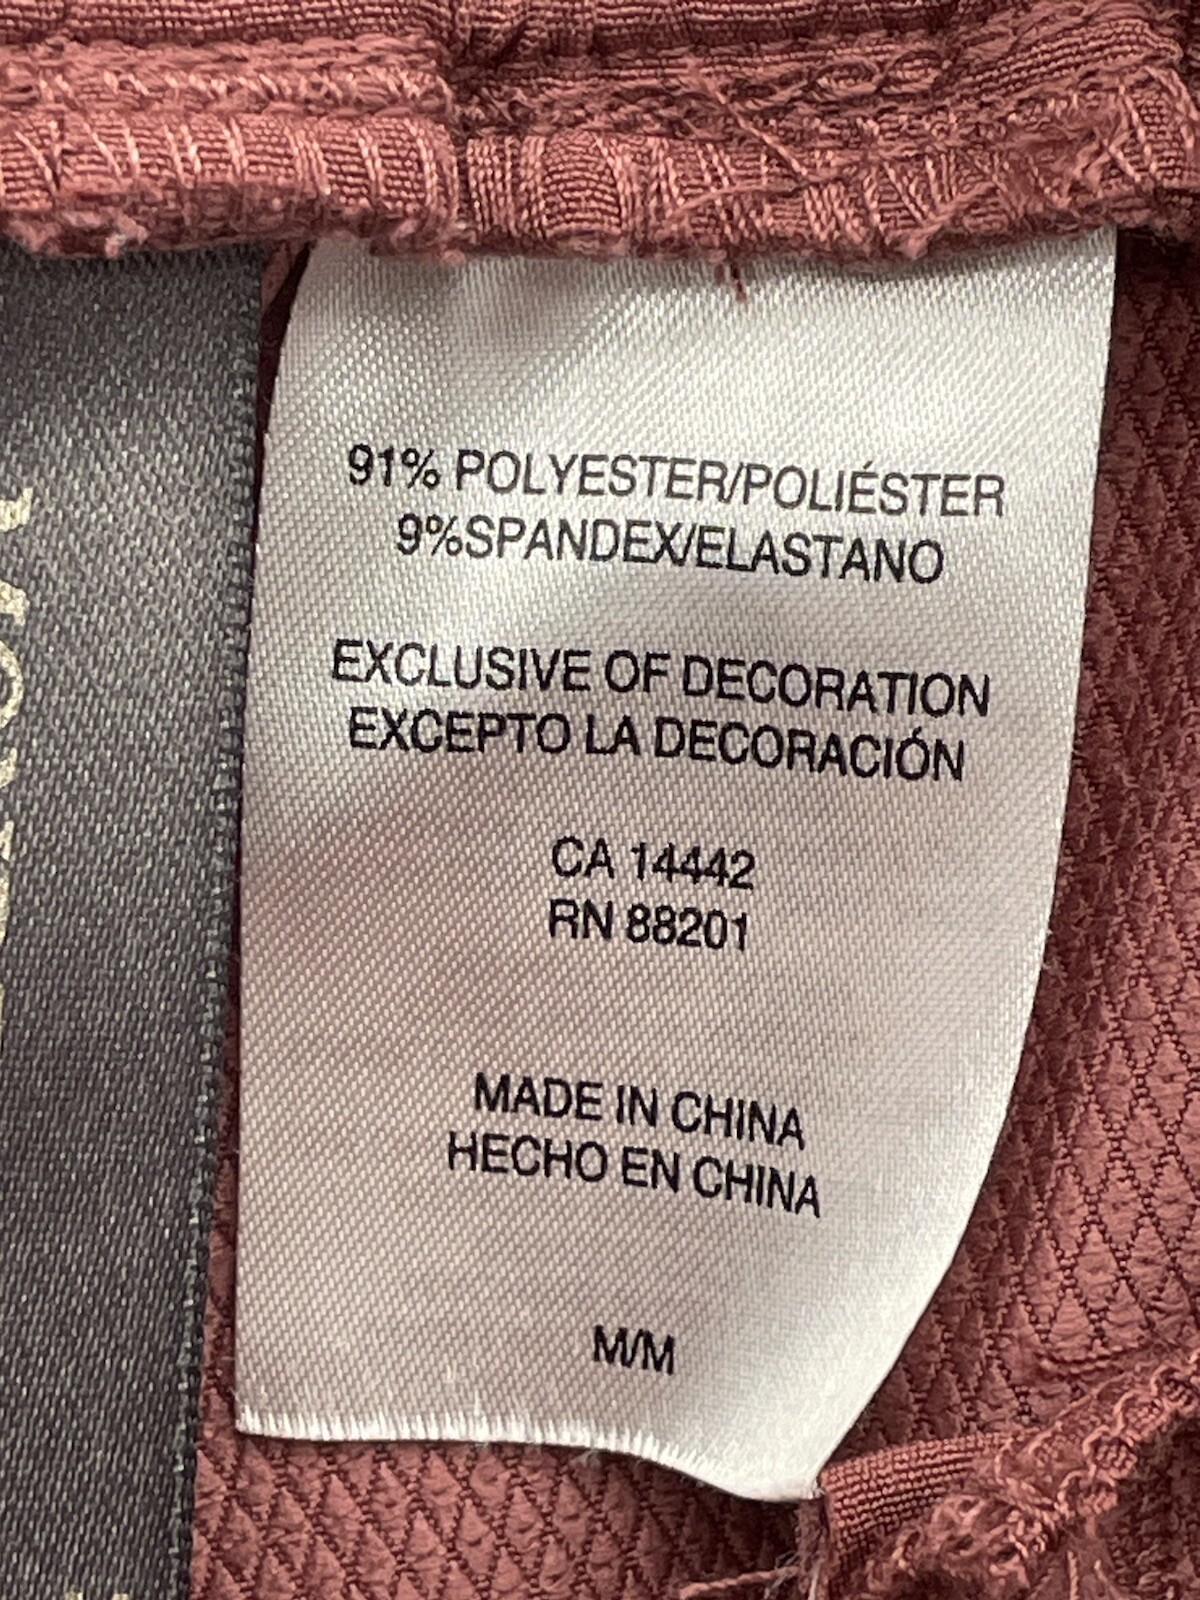 91% POLYESTER/POLIÉSTER
9%SPANDEX/ELASTANO
EXCLUSIVE OF DECORATION
EXCEPTO LA DECORACIÓN
CA 14442
RN 88201
MADE IN CHINA
HECHO EN CHINA
M/M